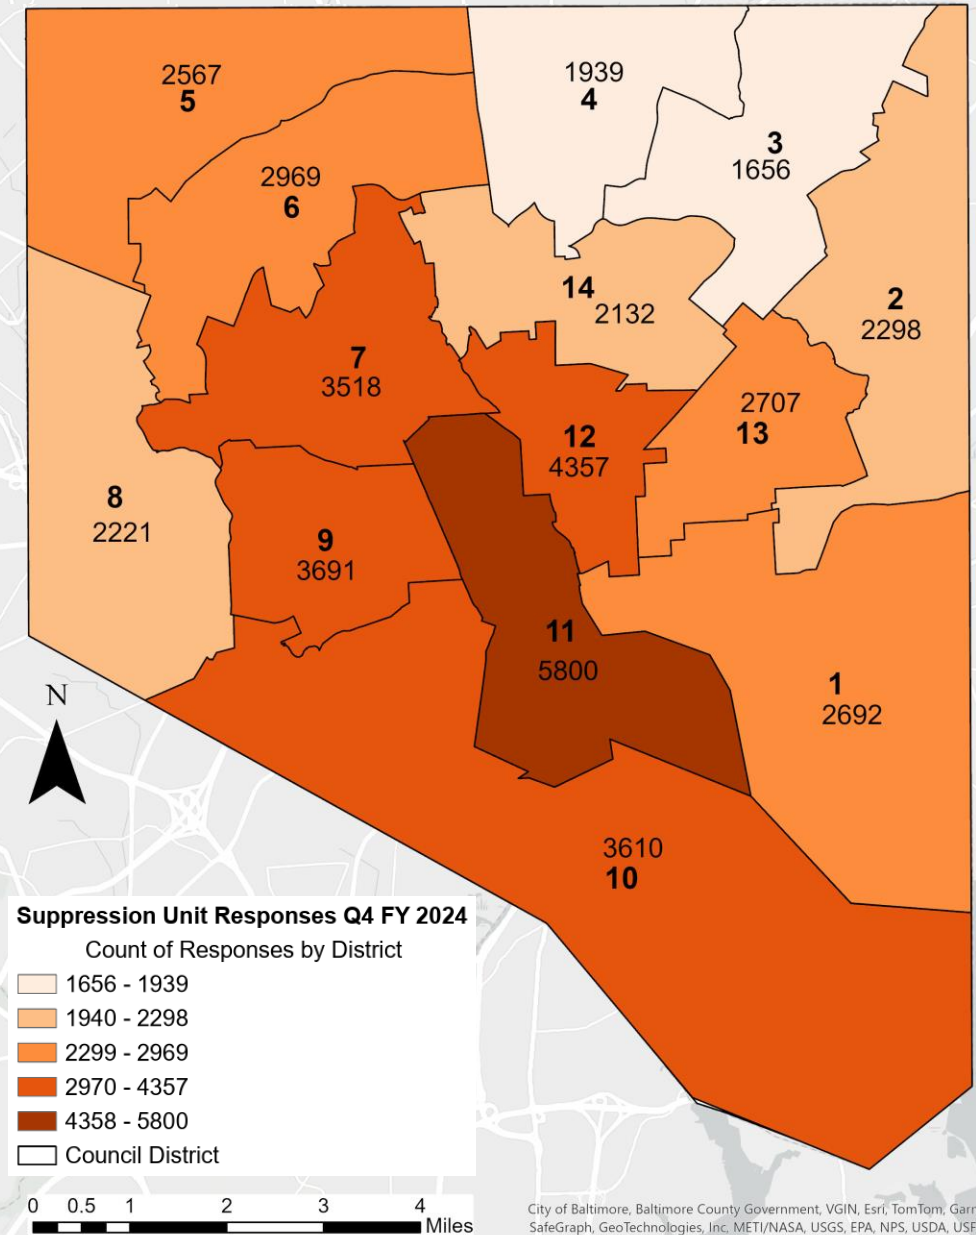 2567
5
1939
4
3
1656
2969
6
14
2132
2
2298
7
3518
2707
13
12
4357
8
2221
9
3691
11
5800
1
2692
N
3610
10
Suppression Unit Responses Q4 FY 2024
Count of Responses by District
1656 - 1939
1940 - 2298
2299 - 2969
2970 - 4357
4358 - 5800
Council District
0 0.5 1 2 3 4
Miles
City of Baltimore, Baltimore County Government, VGIN, Esri, TomTom,
SafeGraph, GeoTechnologies, Inc, METI/NASA, USGS, EPA, NPS, USDA,